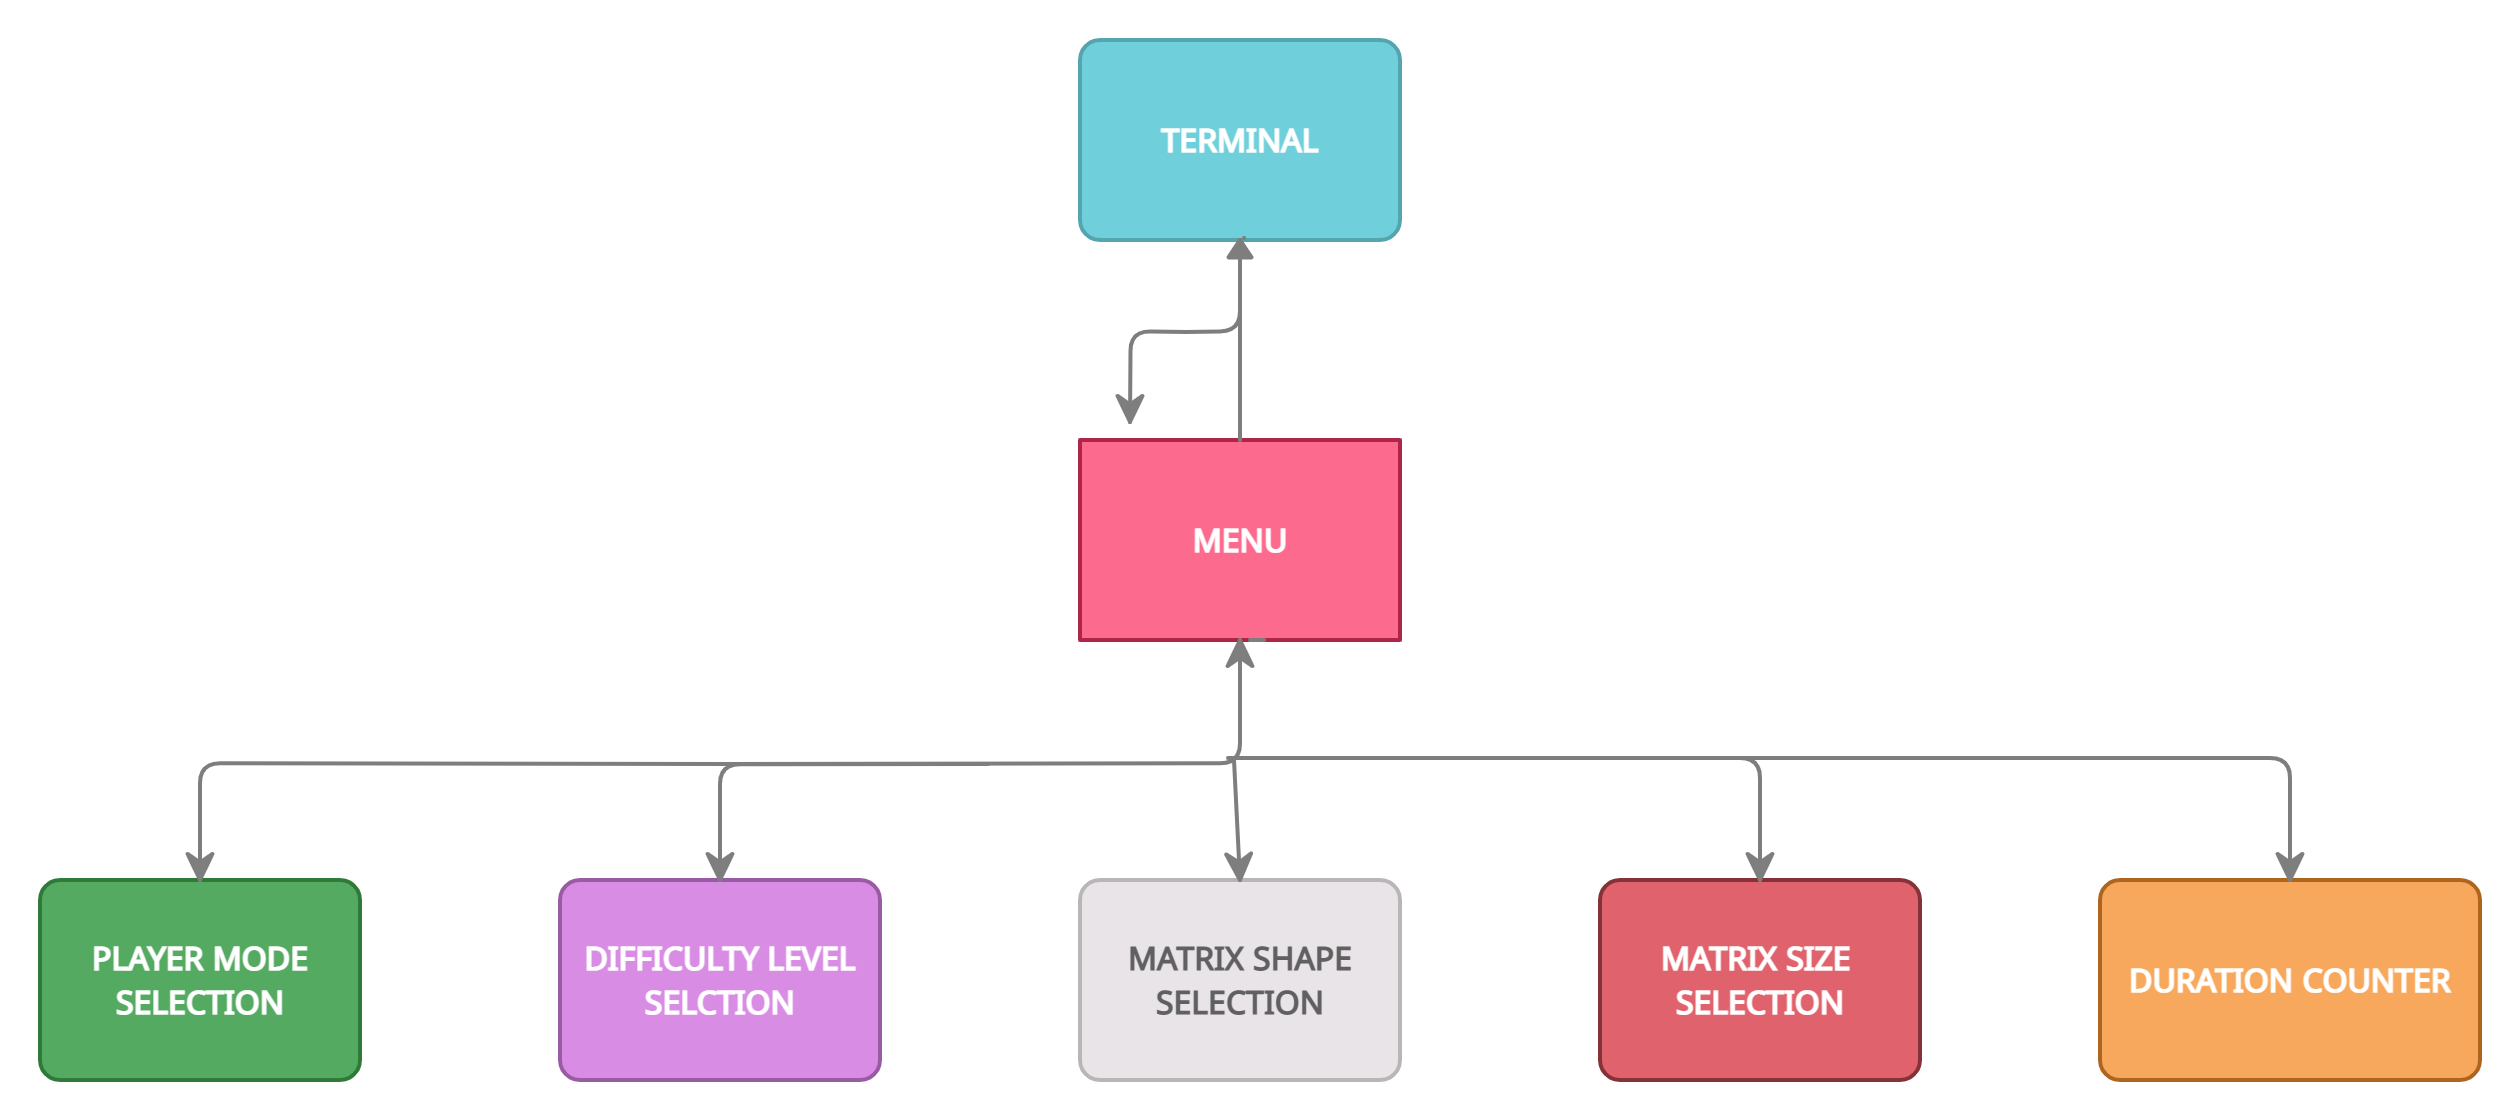 TERMINAL
MENU
PLAYER MODE
SELECTION
DIFFICULTY LEVEL
SELCTION
MATRIX SHAPE
SELECTION
MATRIX SIZE
SELECTION
DURATION COUNTER